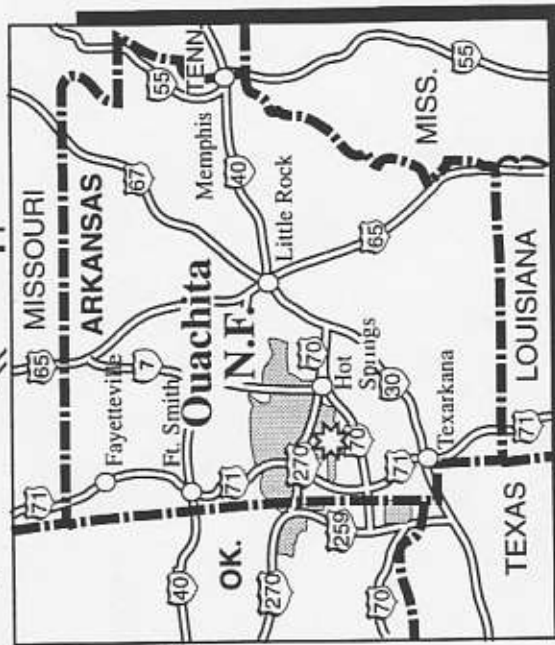 MISSOURI
ARKANSAS
65
67
55
TENN.
7
71
Fayetteville
Ft. Smith
40
Memphis
40
Ouachita
N.F.
Little Rock
55
MISS.
OK.
71
270
270
70
Hot
Springs
65
259
70
30
70
71
Texarkana
71
71
TEXAS
LOUISIANA